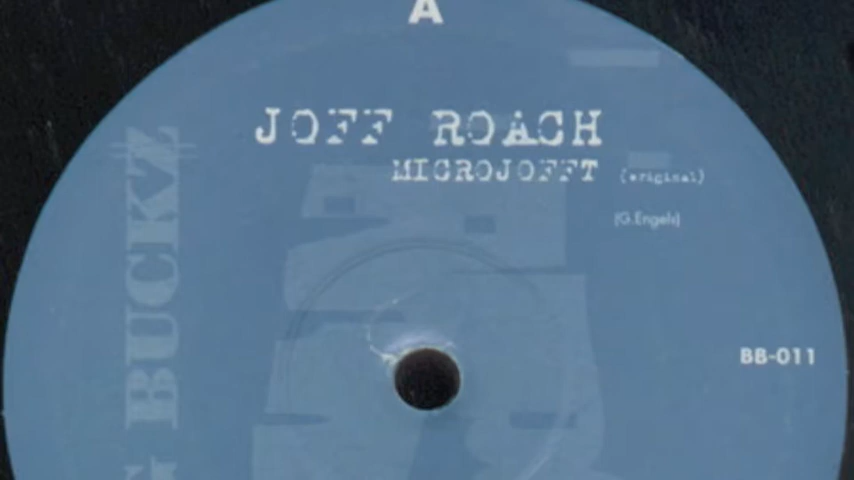 A
JOFF ROACH
MICROJOFFT (original)
(G.Engels)
BB-011
G BUCKZ